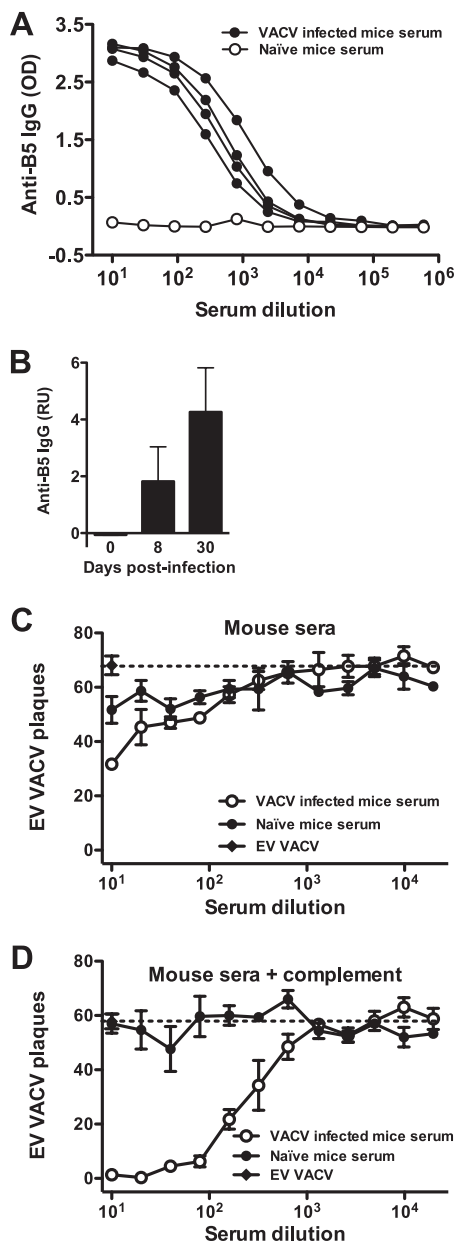 A
3.5
2.5
1.5
0.5
-0.5
Anti-B5 IgG (OD)
VACV infected mice serum
Naïve mice serum
10¹ 10² 10³ 10⁴ 10⁵ 10⁶
Serum dilution
B
6
4
2
0
Anti-B5 IgG (RU)
0 8 30
Days post-infection
C
Mouse sera
80
60
40
20
0
EV VACV plaques
VACV infected mice serum
Naïve mice serum
EV VACV
10¹ 10² 10³ 10⁴
Serum dilution
D
Mouse sera + complement
80
60
40
20
0
EV VACV plaques
VACV infected mice serum
Naïve mice serum
EV VACV
10¹ 10² 10³ 10⁴
Serum dilution